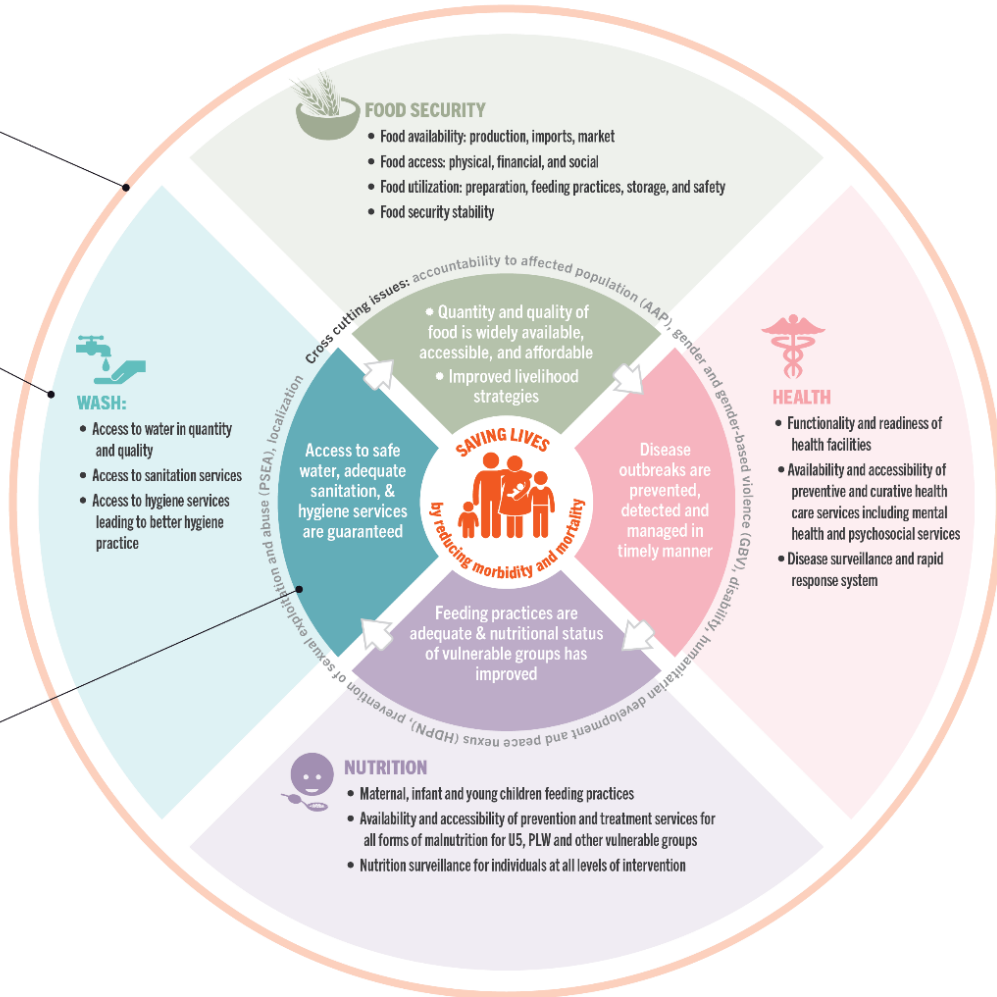 FOOD SECURITY
• Food availability: production, imports, market
• Food access: physical, financial, and social
• Food utilization: preparation, feeding practices, storage, and safety
• Food security stability
Cross cutting issues: accountability to affected population (AAP), gender and gender-based violence (GBV), disability, humanitarian development and peace nexus (HDPN), prevention of sexual exploitation and abuse (PSEA), localization
• Quantity and quality of
food is widely available,
accessible, and affordable
• Improved livelihood
strategies
WASH:
• Access to water in quantity
and quality
• Access to sanitation services
• Access to hygiene services
leading to better hygiene
practice
Access to safe
water, adequate
sanitation, &
hygiene services
are guaranteed
SAVING LIVES
by reducing morbidity and mortality
Disease
outbreaks are
prevented,
detected and
managed in
timely manner
HEALTH
• Functionality and readiness of
health facilities
• Availability and accessibility of
preventive and curative health
care services including mental
health and psychosocial services
• Disease surveillance and rapid
response system
Feeding practices are
adequate & nutritional status
of vulnerable groups has
improved
NUTRITION
• Maternal, infant and young children feeding practices
• Availability and accessibility of prevention and treatment services for
all forms of malnutrition for U5, PLW and other vulnerable groups
• Nutrition surveillance for individuals at all levels of intervention